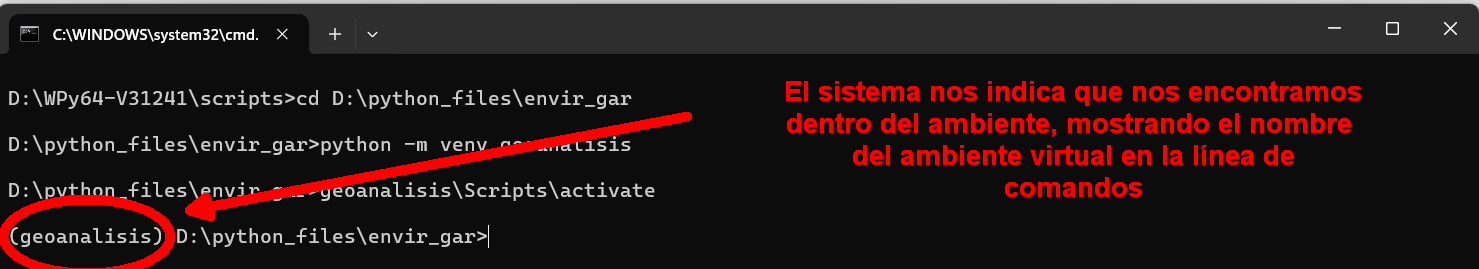 C:\WINDOWS\system32\cmd.
D:\WPy64-V31241\scripts>cd D:\python_files\envir_gar
D:\python_files\envir_gar>python -m venv geoanalisis
D:\python_files\envir_gar>geoanalisis\Scripts\activate
(geoanalisis) D:\python_files\envir_gar>
El sistema nos indica que nos encontramos
dentro del ambiente, mostrando el nombre
del ambiente virtual en la línea de
comandos